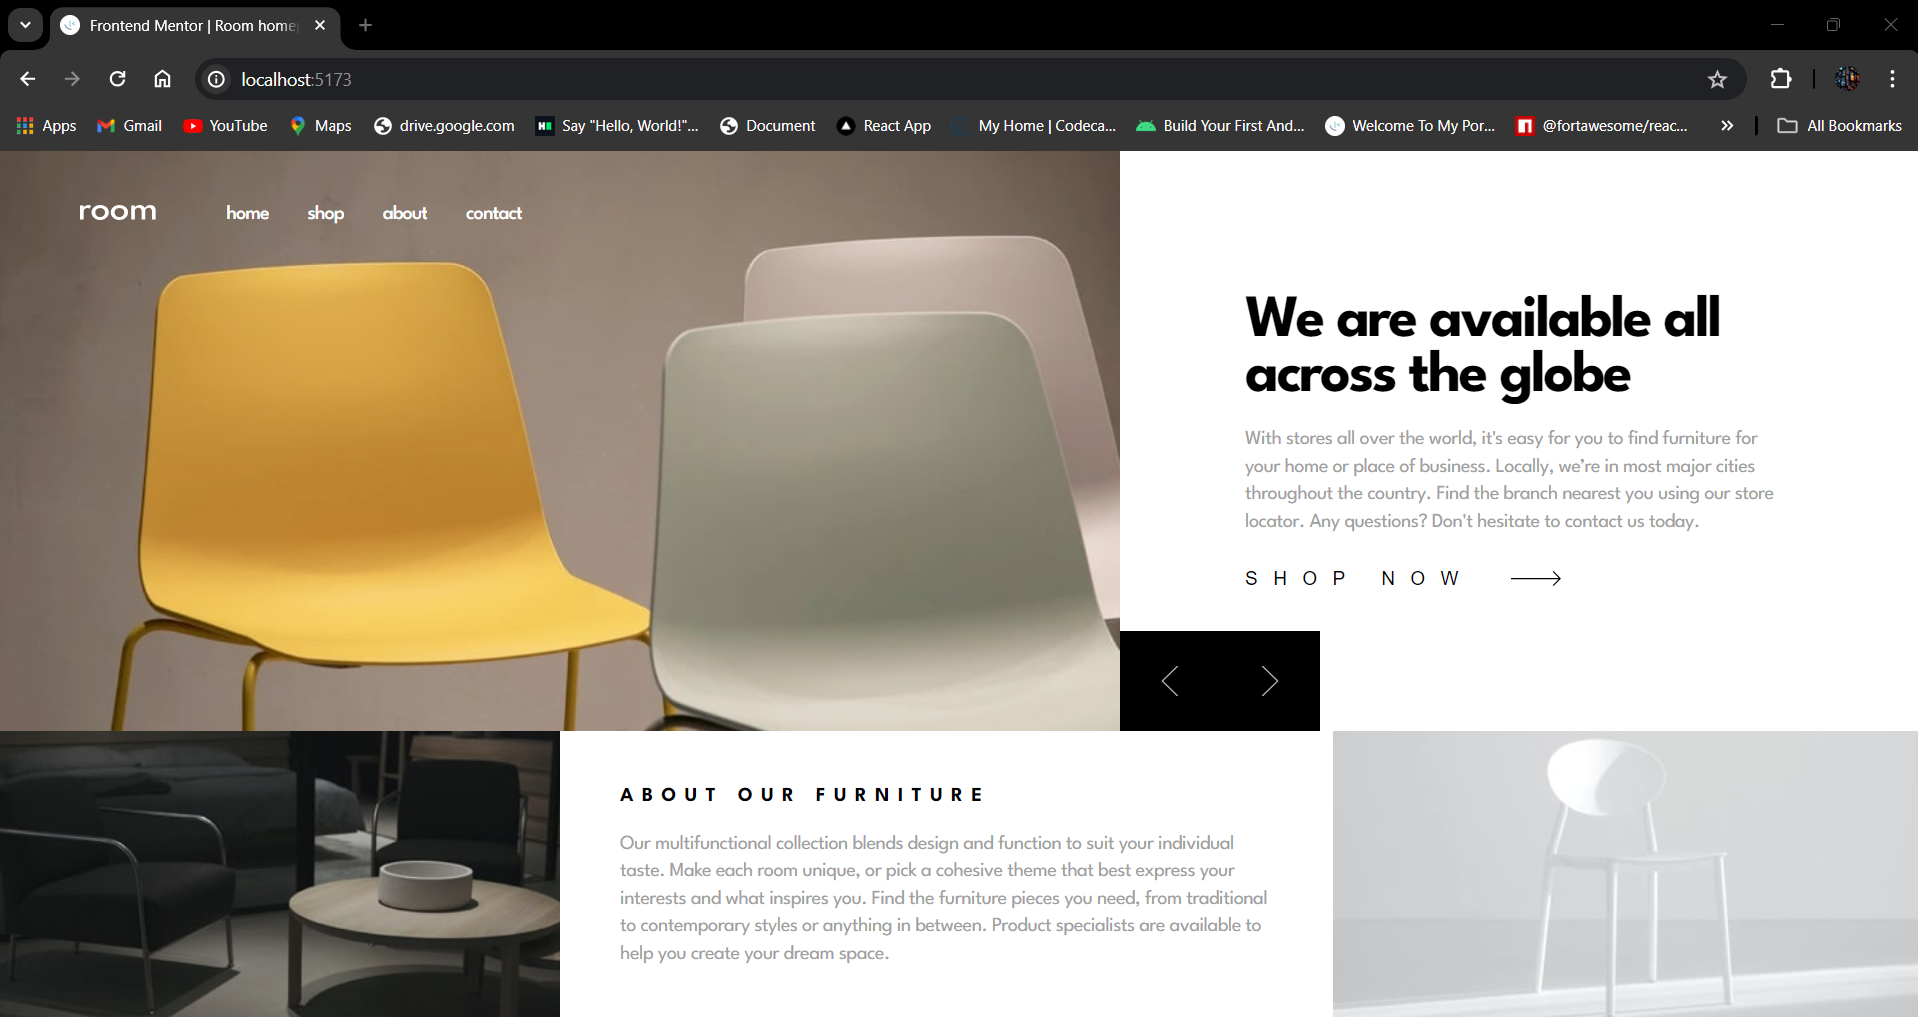 Frontend Mentor | Room home
localhost:5173
Apps Gmail YouTube Maps drive.google.com Say "Hello, World!"... Document React App My Home | Codeca... Build Your First And... Welcome To My Por... @fortawesome/reac... All Bookmarks
room home shop about contact
We are available all
across the globe
With stores all over the world, it's easy for you to find furniture for
your home or place of business. Locally, we’re in most major cities
throughout the country. Find the branch nearest you using our store
locator. Any questions? Don't hesitate to contact us today.
SHOP NOW
ABOUT OUR FURNITURE
Our multifunctional collection blends design and function to suit your individual
taste. Make each room unique, or pick a cohesive theme that best express your
interests and what inspires you. Find the furniture pieces you need, from traditional
to contemporary styles or anything in between. Product specialists are available to
help you create your dream space.